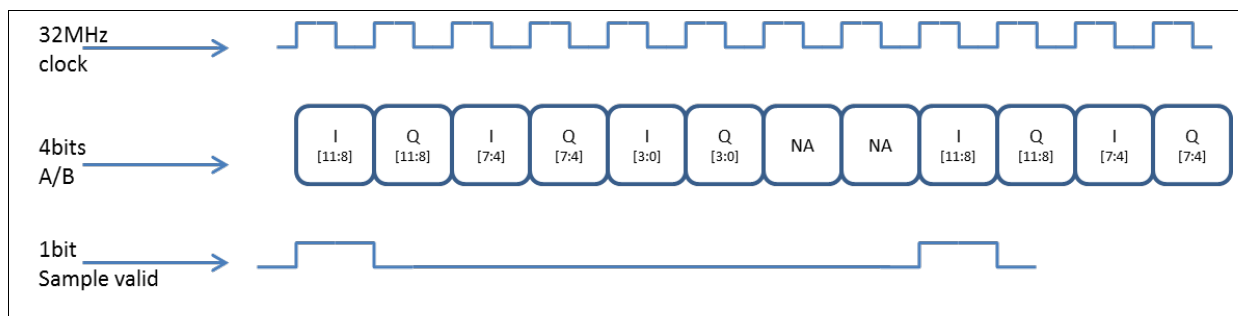 32MHz
clock
4bits
A/B
I Q I Q I Q NA NA I Q I Q
[11:8] [11:8] [7:4] [7:4] [3:0] [3:0] [11:8] [11:8] [7:4] [7:4]
1bit
Sample valid